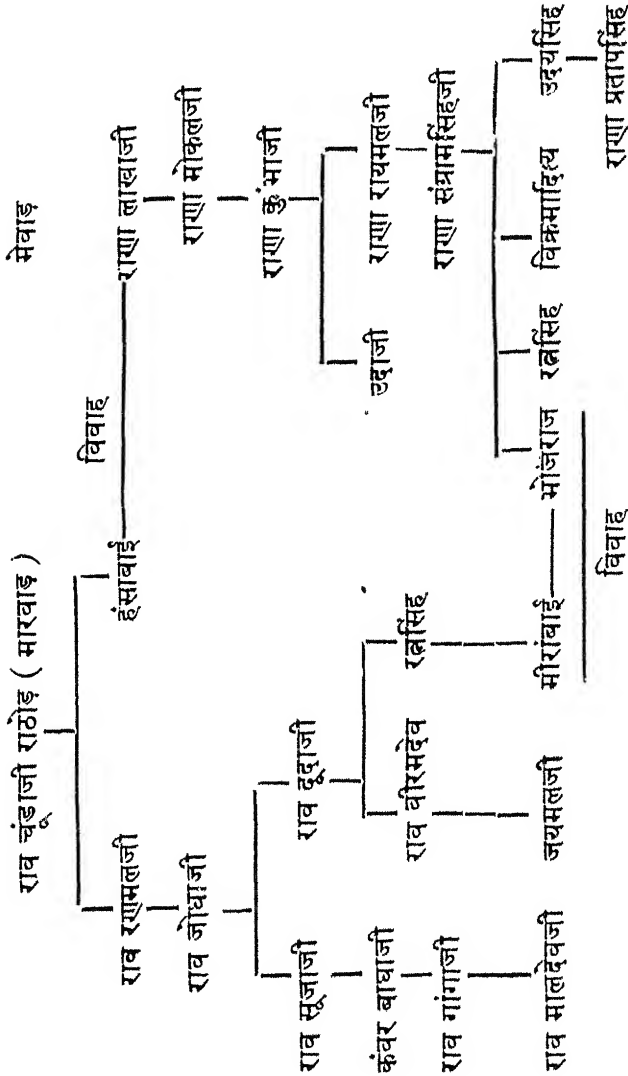 राव चूंडाजी राठोड़ ( मारवाड़ ) मेवाड़
विवाह
राव रणमलजी हंसाबाई राणा लाखाजी
राव जोधाजी राणा मोकलजी
राणा कुंभाजी
राव सूजाजी राव दूदाजी
कुंवर बाघाजी राव वीरमदेव रत्नसिंह उदाजी राणा रायमलजी
राव गांगाजी राणा संग्रामसिंहजी
राव मालदेवजी जयमलजी मीरांबाई भोजराज रत्नसिंह विक्रमादित्य उदयसिंह
विवाह राणा प्रतापसिंह